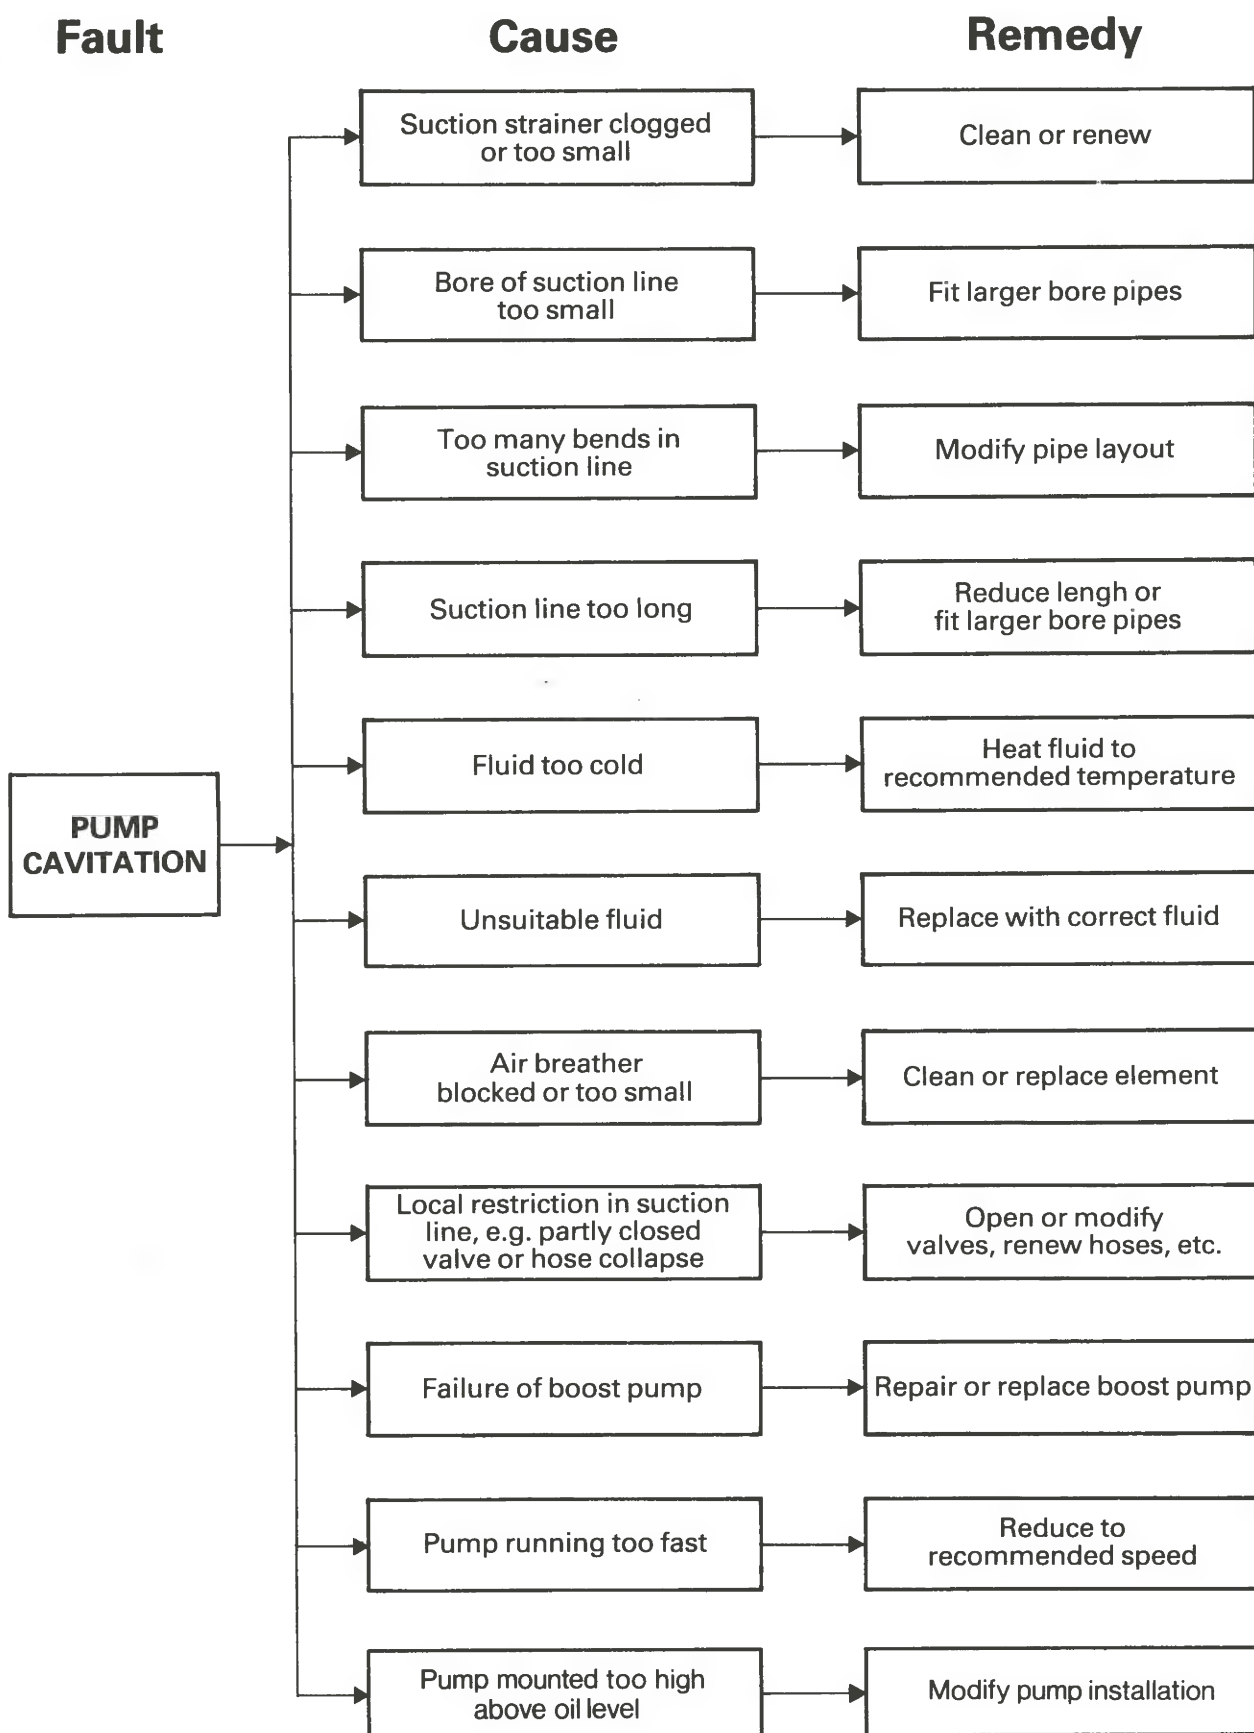 Fault
Cause
Remedy
Suction strainer clogged
or too small
Clean or renew
Bore of suction line
too small
Fit larger bore pipes
Too many bends in
suction line
Modify pipe layout
Suction line too long
Reduce lengh or
fit larger bore pipes
Fluid too cold
Heat fluid to
recommended temperature
PUMP
CAVITATION
Unsuitable fluid
Replace with correct fluid
Air breather
blocked or too small
Clean or replace element
Local restriction in suction
line, e.g. partly closed
valve or hose collapse
Open or modify
valves, renew hoses, etc.
Failure of boost pump
Repair or replace boost pump
Pump running too fast
Reduce to
recommended speed
Pump mounted too high
above oil level
Modify pump installation